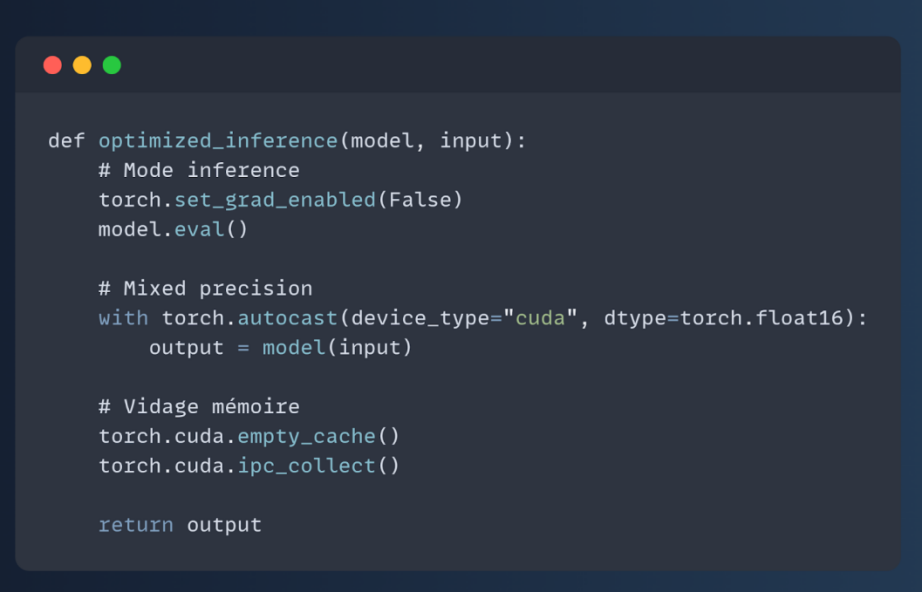 def optimized_inference(model, input):
    # Mode inference
    torch.set_grad_enabled(False)
    model.eval()

    # Mixed precision
    with torch.autocast(device_type="cuda", dtype=torch.float16):
        output = model(input)

    # Vidage mémoire
    torch.cuda.empty_cache()
    torch.cuda.ipc_collect()

    return output